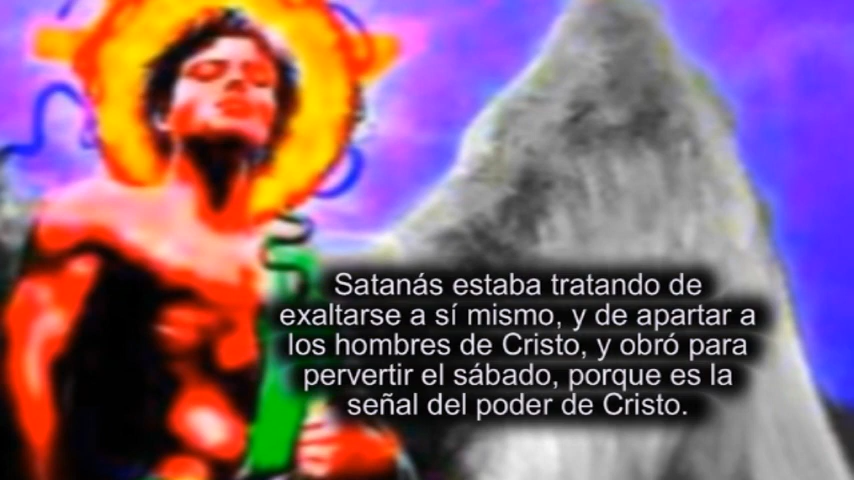 Satanás estaba tratando de
exaltarse a sí mismo, y de apartar a
los hombres de Cristo, y obró para
pervertir el sábado, porque es la
señal del poder de Cristo.